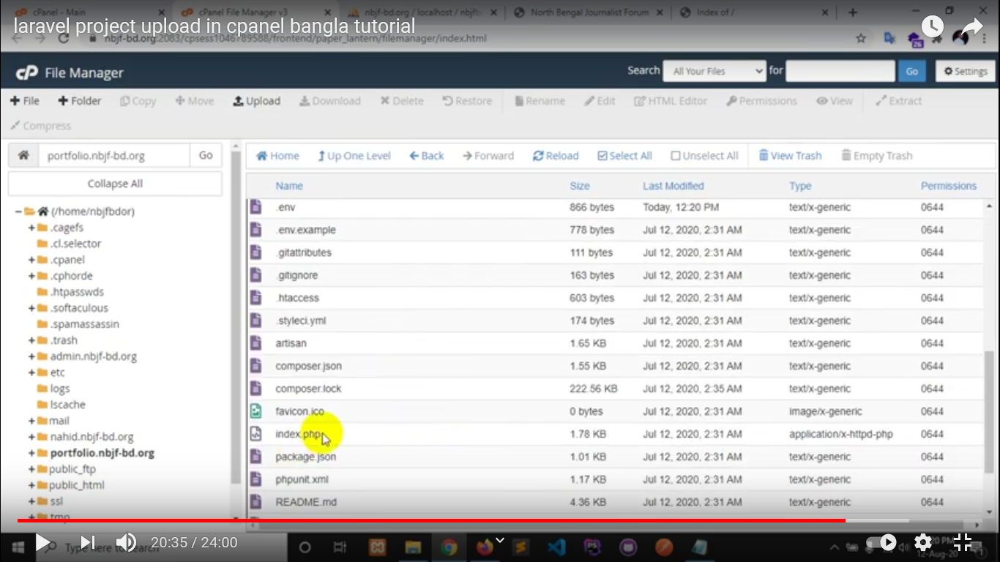 cPanel - Main
cPanel File Manager v3
nbjf-bd.org / localhost / nbjfb
North Bengal Journalist Forum
Index of /
laravel project upload in cpanel bangla tutorial
nbjf-bd.org:2083/cpsess1046789588/frontend/paper_lantern/filemanager/index.html
26
cP File Manager
Search All Your Files for Go Settings
File Folder Copy Move Upload Download Delete Restore Rename Edit HTML Editor Permissions View Extract
Compress
portfolio.nbjf-bd.org Go
Home Up One Level Back Forward Reload Select All Unselect All View Trash Empty Trash
Collapse All
(/home/nbjfbdor)
.cagefs
.cl.selector
.cpanel
.cphorde
.htpasswds
.softaculous
.spamassassin
.trash
admin.nbjf-bd.org
etc
logs
lscache
mail
nahid.nbjf-bd.org
portfolio.nbjf-bd.org
public_ftp
public_html
ssl
tmp
Name Size Last Modified Type Permissions
.env 866 bytes Today, 12:20 PM text/x-generic 0644
.env.example 778 bytes Jul 12, 2020, 2:31 AM text/x-generic 0644
.gitattributes 111 bytes Jul 12, 2020, 2:31 AM text/x-generic 0644
.gitignore 163 bytes Jul 12, 2020, 2:31 AM text/x-generic 0644
.htaccess 603 bytes Jul 12, 2020, 2:31 AM text/x-generic 0644
.styleci.yml 174 bytes Jul 12, 2020, 2:31 AM text/x-generic 0644
artisan 1.65 KB Jul 12, 2020, 2:31 AM text/x-generic 0644
composer.json 1.55 KB Jul 12, 2020, 2:31 AM text/x-generic 0644
composer.lock 222.56 KB Jul 12, 2020, 2:35 AM text/x-generic 0644
favicon.ico 0 bytes Jul 12, 2020, 2:31 AM image/x-generic 0644
index.php 1.78 KB Jul 12, 2020, 2:31 AM application/x-httpd-php 0644
package.json 1.01 KB Jul 12, 2020, 2:31 AM text/x-generic 0644
phpunit.xml 1.17 KB Jul 12, 2020, 2:31 AM text/x-generic 0644
README.md 4.36 KB Jul 12, 2020, 2:31 AM text/x-generic 0644
20:35 / 24:00
Type here to search
PS
20 PM
12-Aug-20